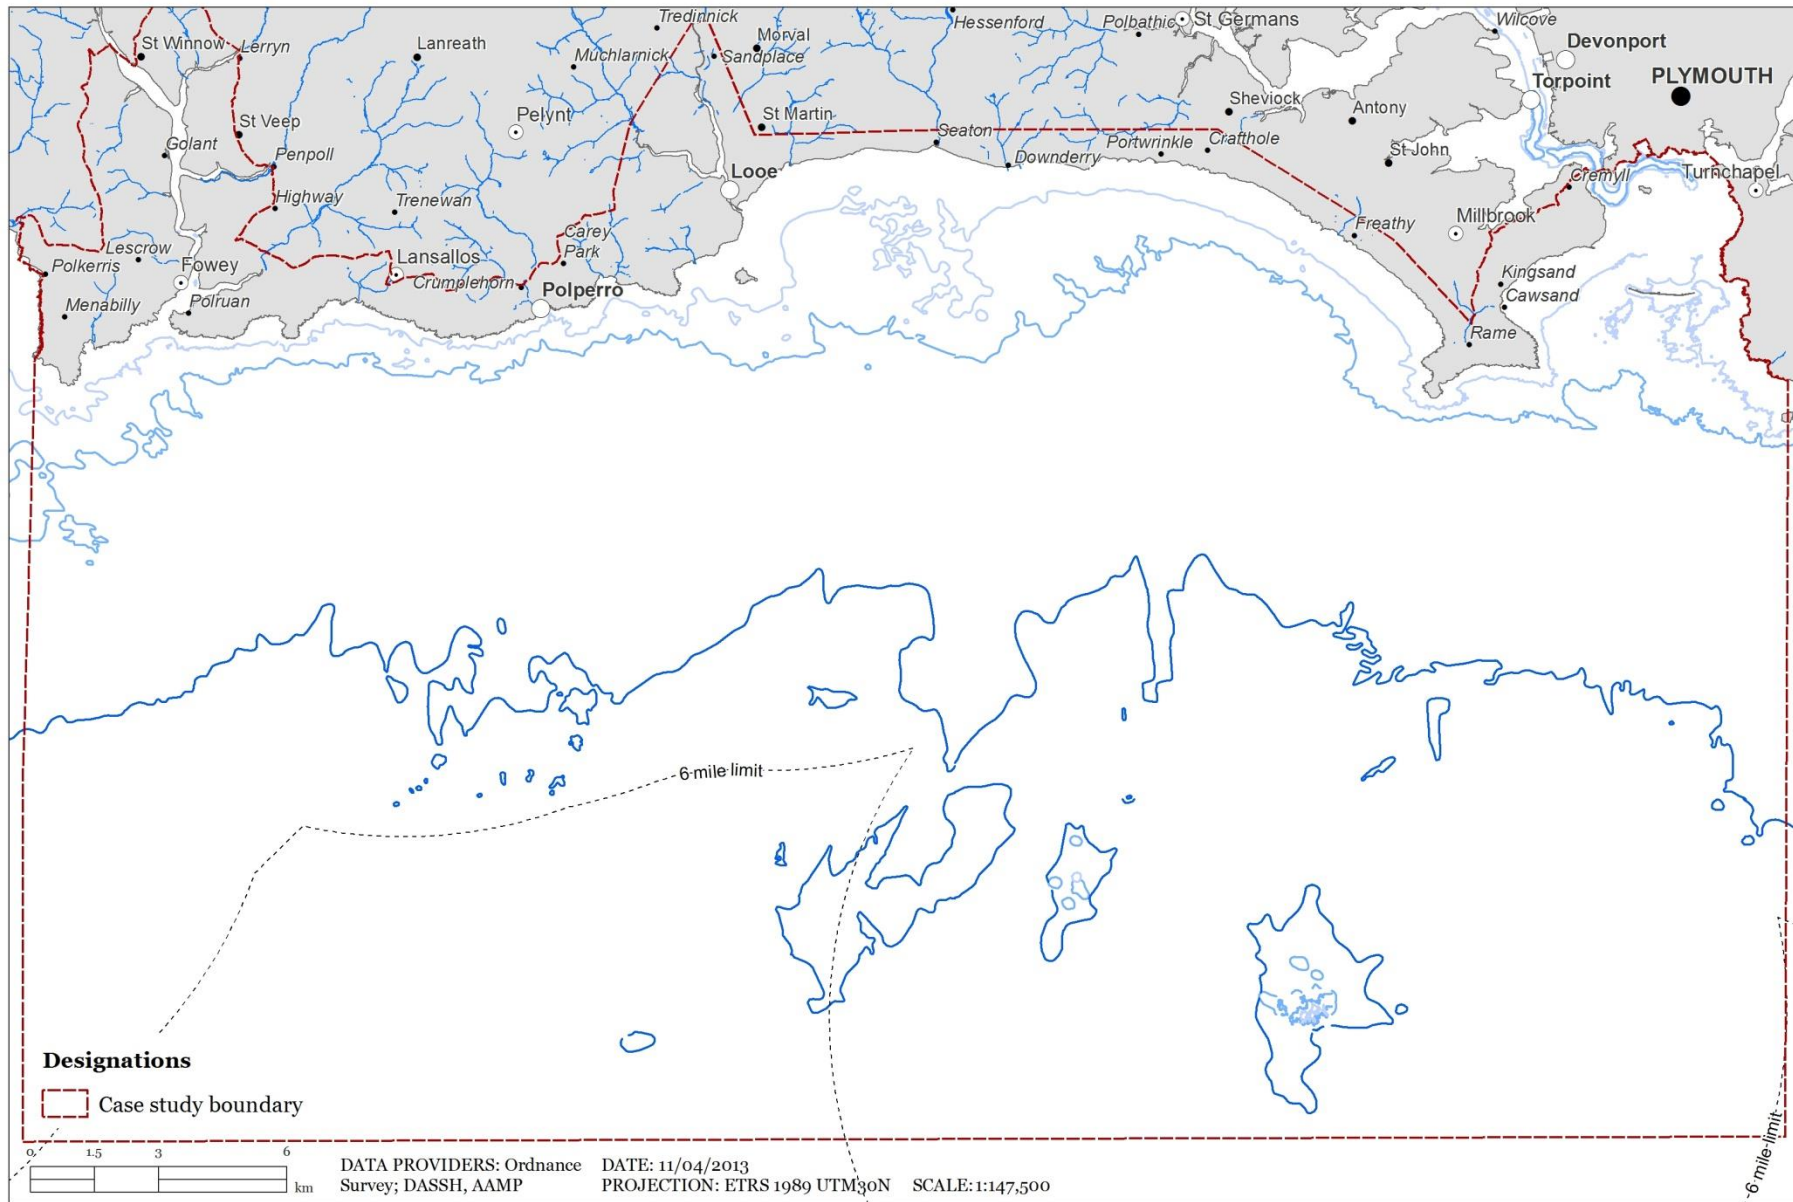 Tredinnick
Hessenford
Polbathic
St Germans
Wilcove
St Winnow
Lerryn
Lanreath
Muchlarnick
Morval
Sandplace
Devonport
Torpoint
PLYMOUTH
Sheviock
Antony
St Veep
Pelynt
St Martin
Golant
Penpoll
Seaton
Downderry
Portwrinkle
Crafthole
St John
Turnchapel
Cremyll
Looe
Highway
Trenewan
Millbrook
Freathy
Carey
Park
Lescrow
Polkerris
Fowey
Lansallos
Crumplehorn
Polperro
Kingsand
Cawsand
Menabilly
Polruan
Rame
6 mile limit
6 mile limit
Designations
Case study boundary
0 1.5 3 6
km
DATA PROVIDERS: Ordnance
Survey; DASSH, AAMP
DATE: 11/04/2013
PROJECTION: ETRS 1989 UTM30N SCALE:1:147,500